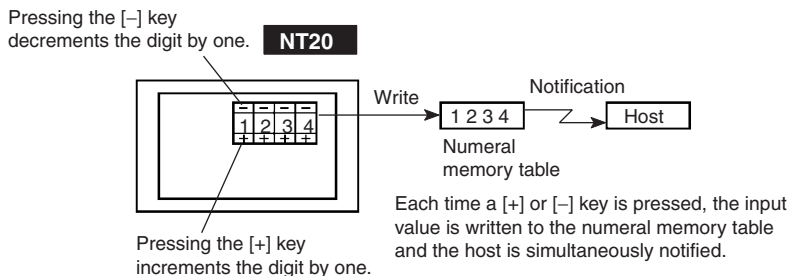 Pressing the [–] key
decrements the digit by one.
NT20
– – – –
1 2 3 4
+ + + +
Write
1 2 3 4
Notification
Host
Numeral
memory table
Each time a [+] or [–] key is pressed, the input
value is written to the numeral memory table
and the host is simultaneously notified.
Pressing the [+] key
increments the digit by one.